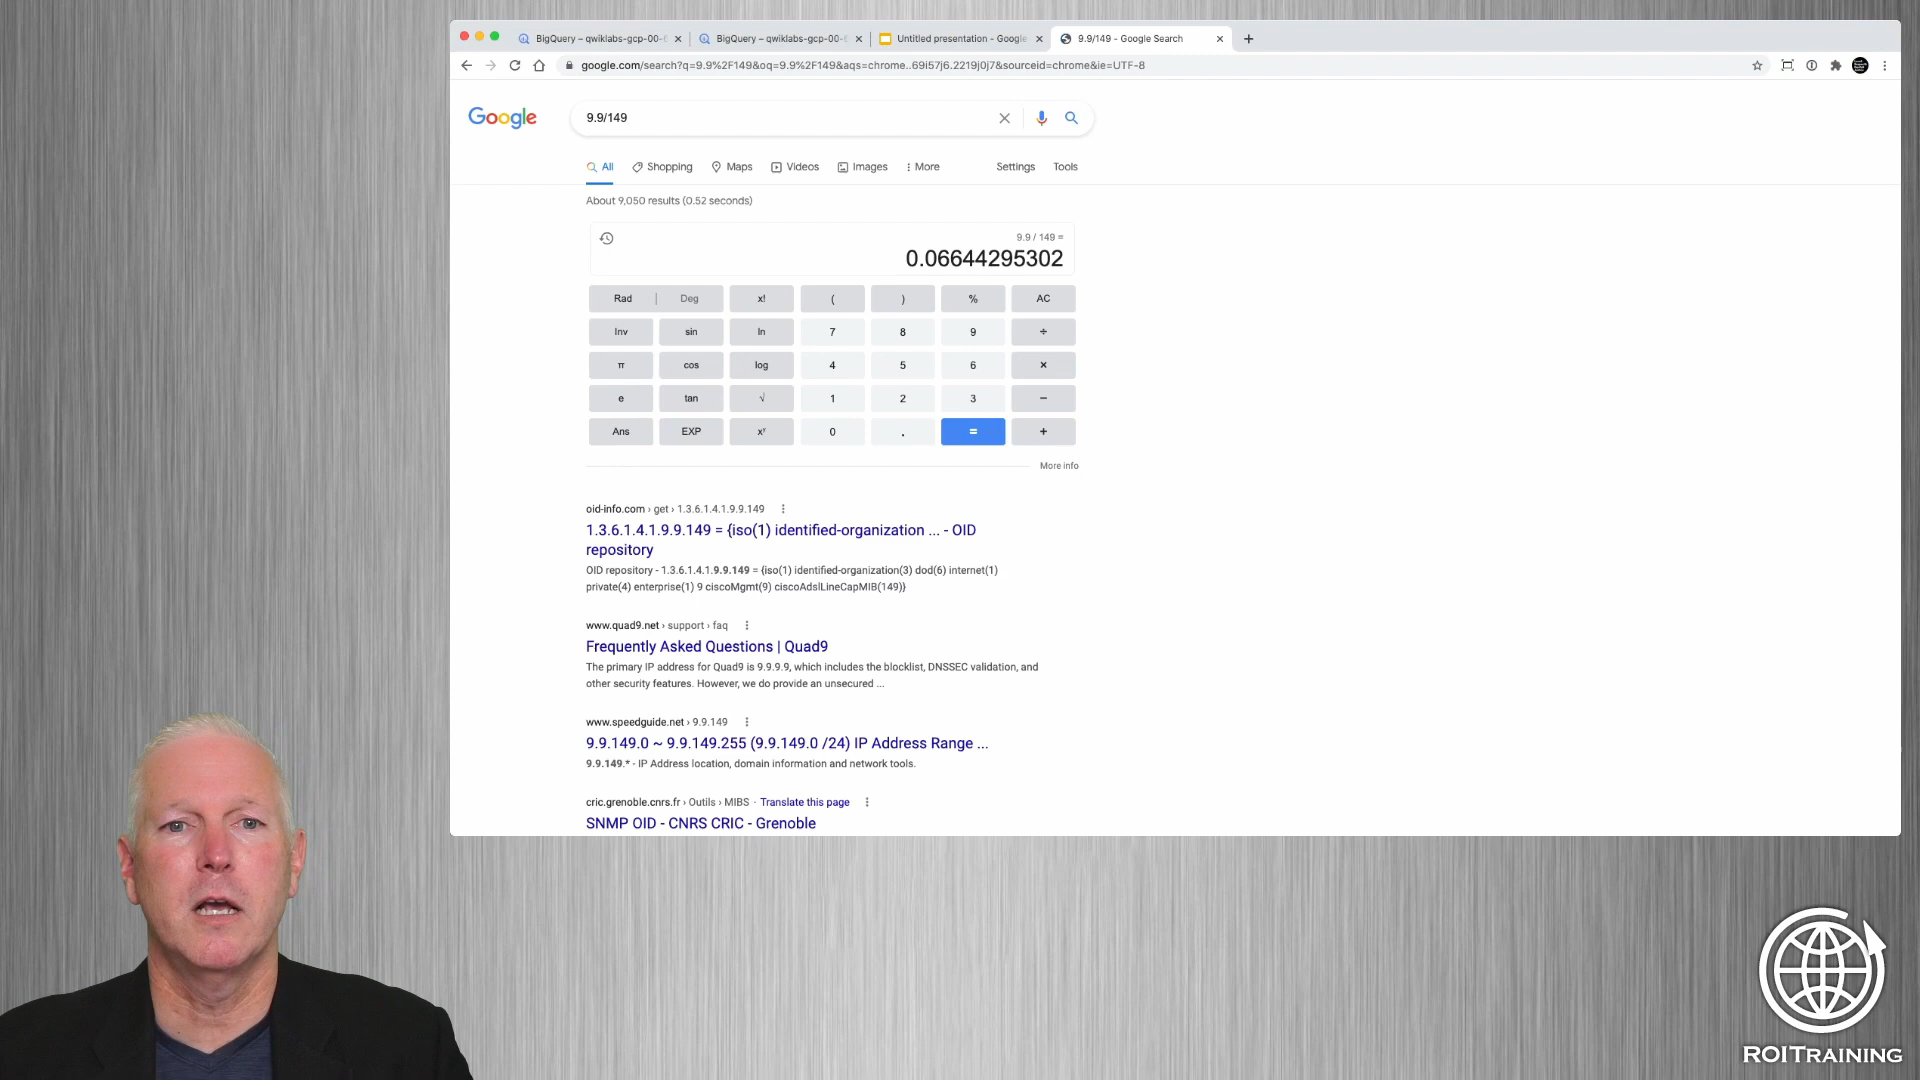 BigQuery – qwiklabs-gcp-00-
BigQuery – qwiklabs-gcp-00-
Untitled presentation - Google
9.9/149 - Google Search
google.com/search?q=9.9%2F149&oq=9.9%2F149&aqs=chrome..69i57j6.2219j0j7&sourceid=chrome&ie=UTF-8
Google
9.9/149
All
Shopping
Maps
Videos
Images
More
Settings
Tools
About 9,050 results (0.52 seconds)
9.9 / 149 =
0.06644295302
Rad | Deg x! ( ) % AC
Inv sin ln 7 8 9 ÷
π cos log 4 5 6 ×
e tan √ 1 2 3 −
Ans EXP xʸ 0 . = +
More info
oid-info.com › get › 1.3.6.1.4.1.9.9.149
1.3.6.1.4.1.9.9.149 = {iso(1) identified-organization ... - OID
repository
OID repository - 1.3.6.1.4.1.9.9.149 = {iso(1) identified-organization(3) dod(6) internet(1)
private(4) enterprise(1) 9 ciscoMgmt(9) ciscoAdslLineCapMIB(149)}
www.quad9.net › support › faq
Frequently Asked Questions | Quad9
The primary IP address for Quad9 is 9.9.9.9, which includes the blocklist, DNSSEC validation, and
other security features. However, we do provide an unsecured ...
www.speedguide.net › 9.9.149
9.9.149.0 ~ 9.9.149.255 (9.9.149.0 /24) IP Address Range ...
9.9.149.* - IP Address location, domain information and network tools.
cric.grenoble.cnrs.fr › Outils › MIBS · Translate this page
SNMP OID - CNRS CRIC - Grenoble
ROITRAINING